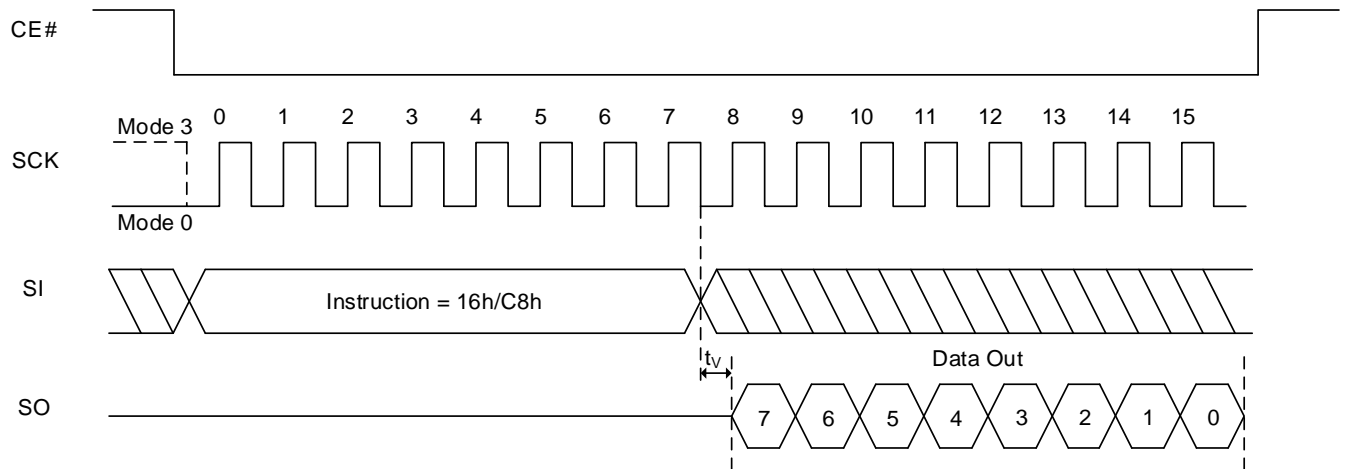 CE#
0 1 2 3 4 5 6 7 8 9 10 11 12 13 14 15
Mode 3
SCK
Mode 0
SI
Instruction = 16h/C8h
tV
Data Out
SO
7 6 5 4 3 2 1 0